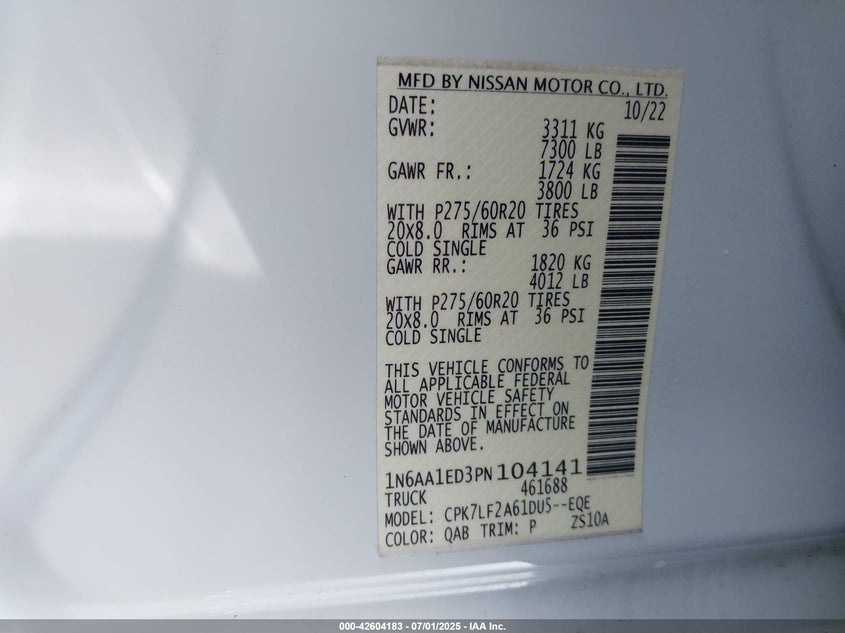 MFD BY NISSAN MOTOR CO., LTD.
DATE: 10/22
GVWR: 3311 KG
7300 LB
GAWR FR.: 1724 KG
3800 LB
WITH P275/60R20 TIRES
20X8.0 RIMS AT 36 PSI
COLD SINGLE
GAWR RR.: 1820 KG
4012 LB
WITH P275/60R20 TIRES
20X8.0 RIMS AT 36 PSI
COLD SINGLE
THIS VEHICLE CONFORMS TO
ALL APPLICABLE FEDERAL
MOTOR VEHICLE SAFETY
STANDARDS IN EFFECT ON
THE DATE OF MANUFACTURE
SHOWN ABOVE.
1N6AA1ED3PN104141
TRUCK 461688
MODEL: CPK7LF2A61DU5--EQE
COLOR: QAB TRIM: P ZS10A
000-42604183 - 07/01/2025 - IAA Inc.